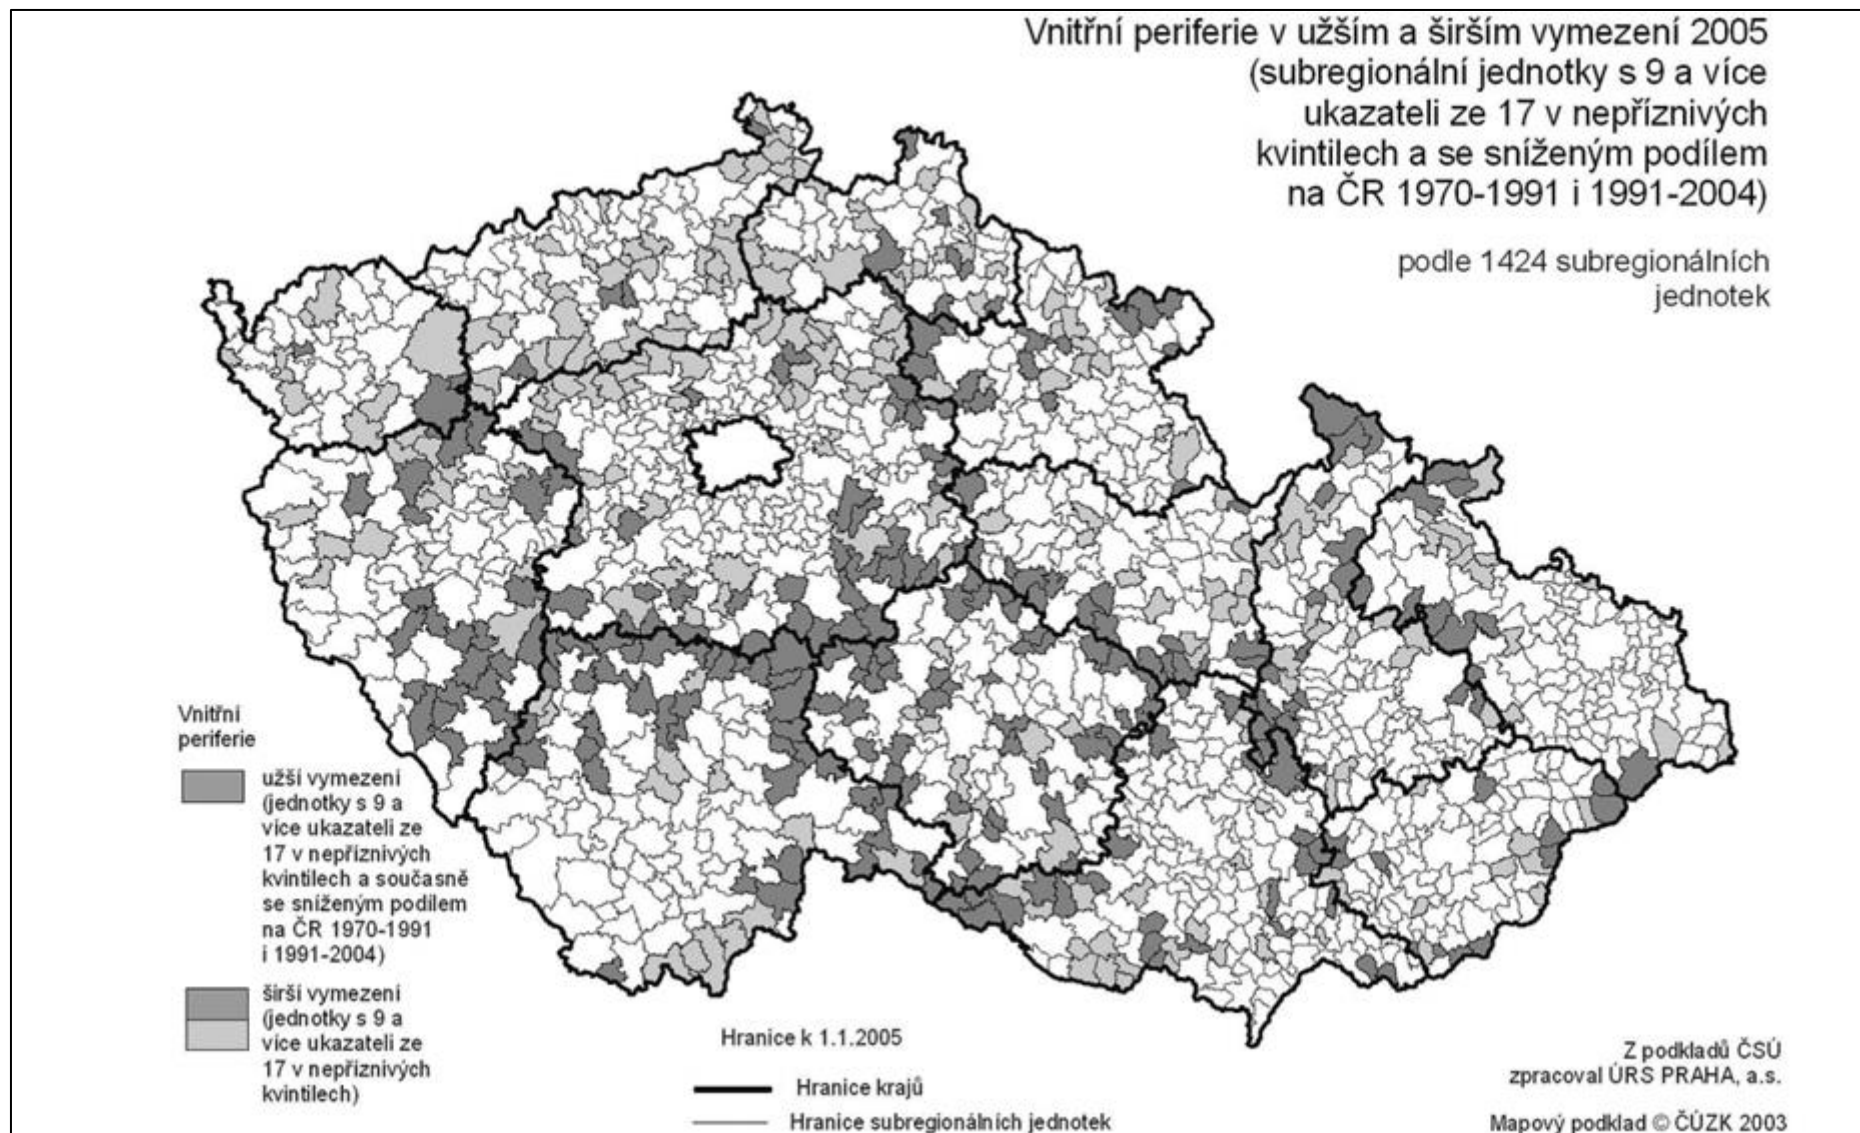 Vnitřní periferie v užším a širším vymezení 2005
(subregionální jednotky s 9 a více
ukazateli ze 17 v nepříznivých
kvintilech a se sníženým podílem
na ČR 1970-1991 i 1991-2004)
podle 1424 subregionálních
jednotek
Vnitřní
periferie
užší vymezení
(jednotky s 9 a
více ukazateli ze
17 v nepříznivých
kvintilech a současně
se sníženým podílem
na ČR 1970-1991
i 1991-2004)
širší vymezení
(jednotky s 9 a
více ukazateli ze
17 v nepříznivých
kvintilech)
Hranice k 1.1.2005
Hranice krajů
Hranice subregionálních jednotek
Z podkladů ČSÚ
zpracoval ÚRS PRAHA, a.s.
Mapový podklad © ČÚZK 2003